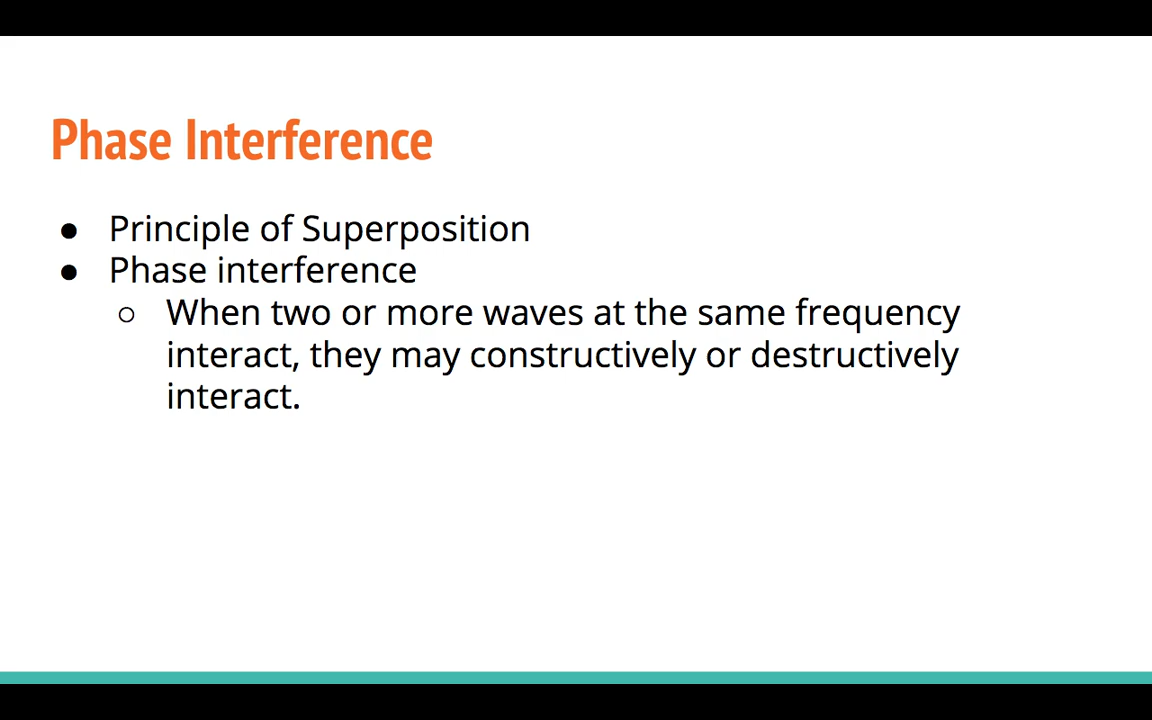 Phase Interference
● Principle of Superposition
● Phase interference
○ When two or more waves at the same frequency
interact, they may constructively or destructively
interact.